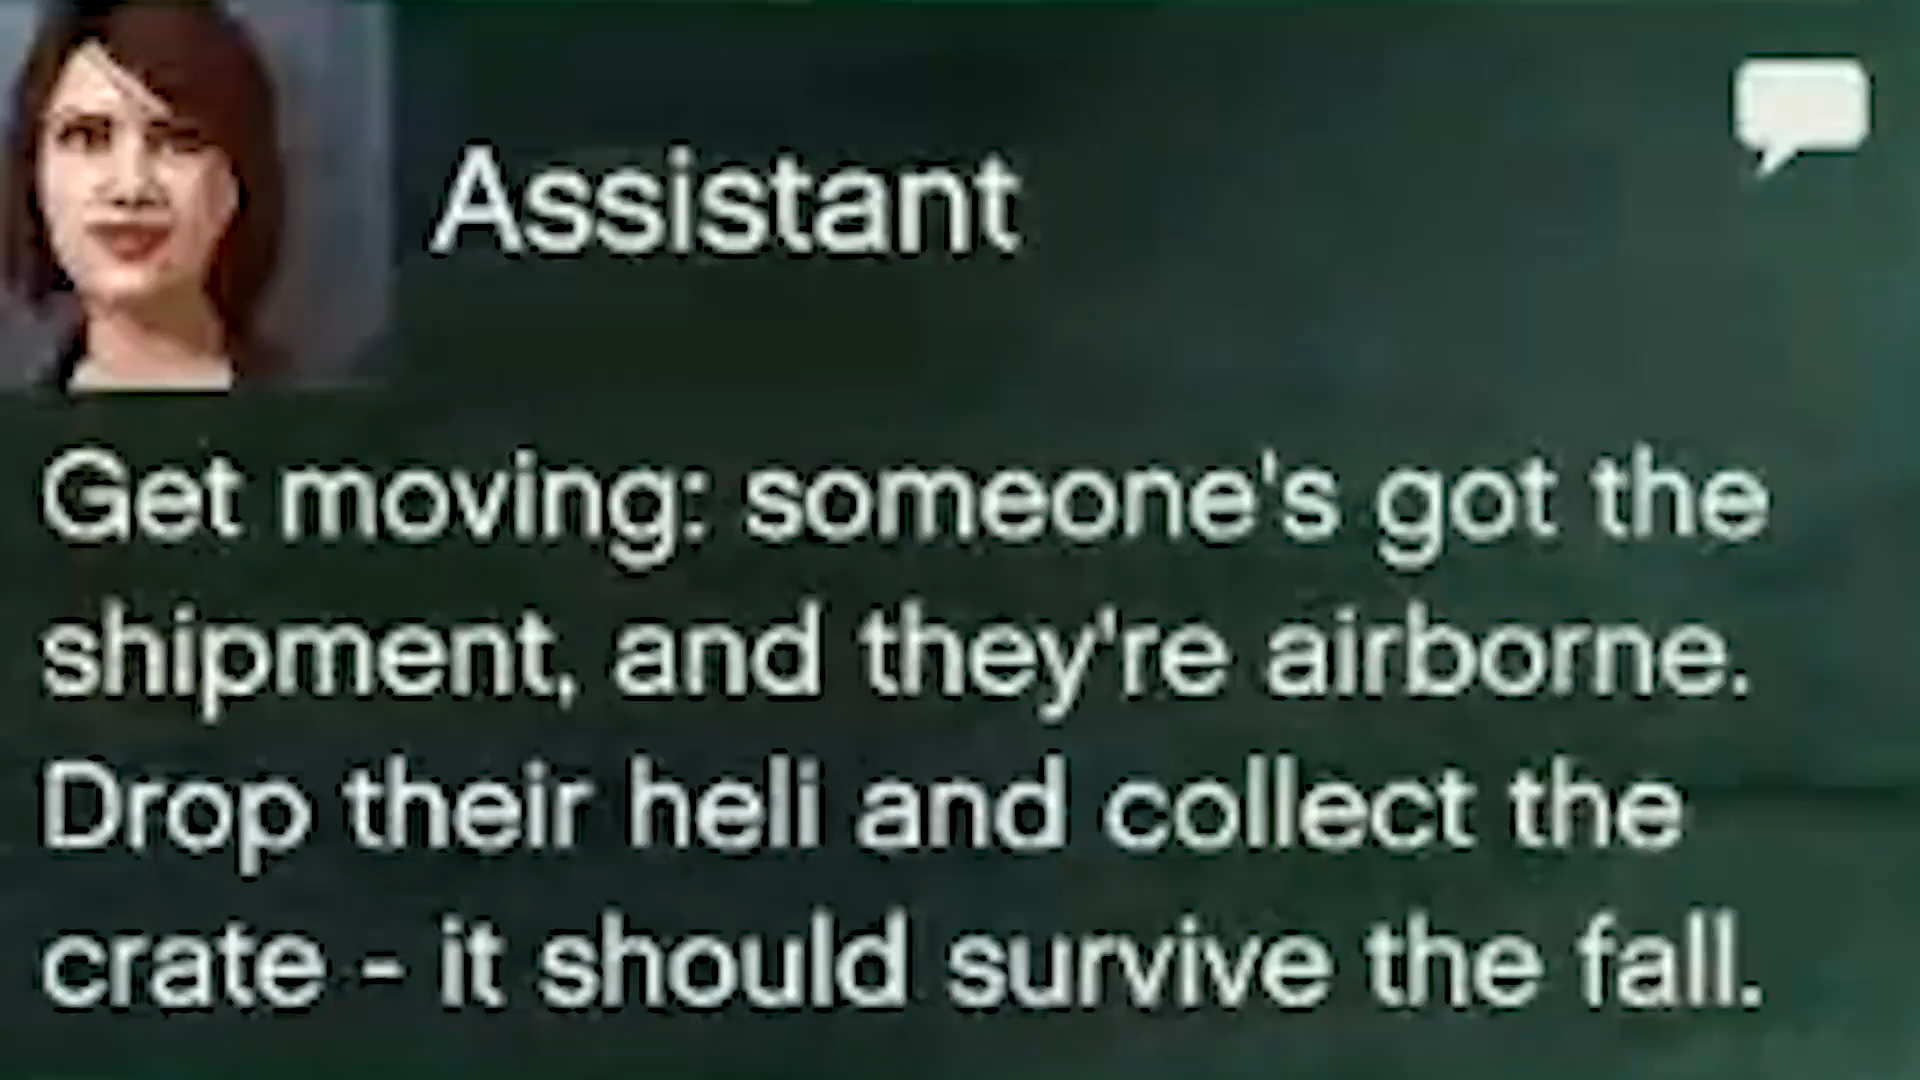 Assistant
Get moving: someone's got the
shipment, and they're airborne.
Drop their heli and collect the
crate - it should survive the fall.